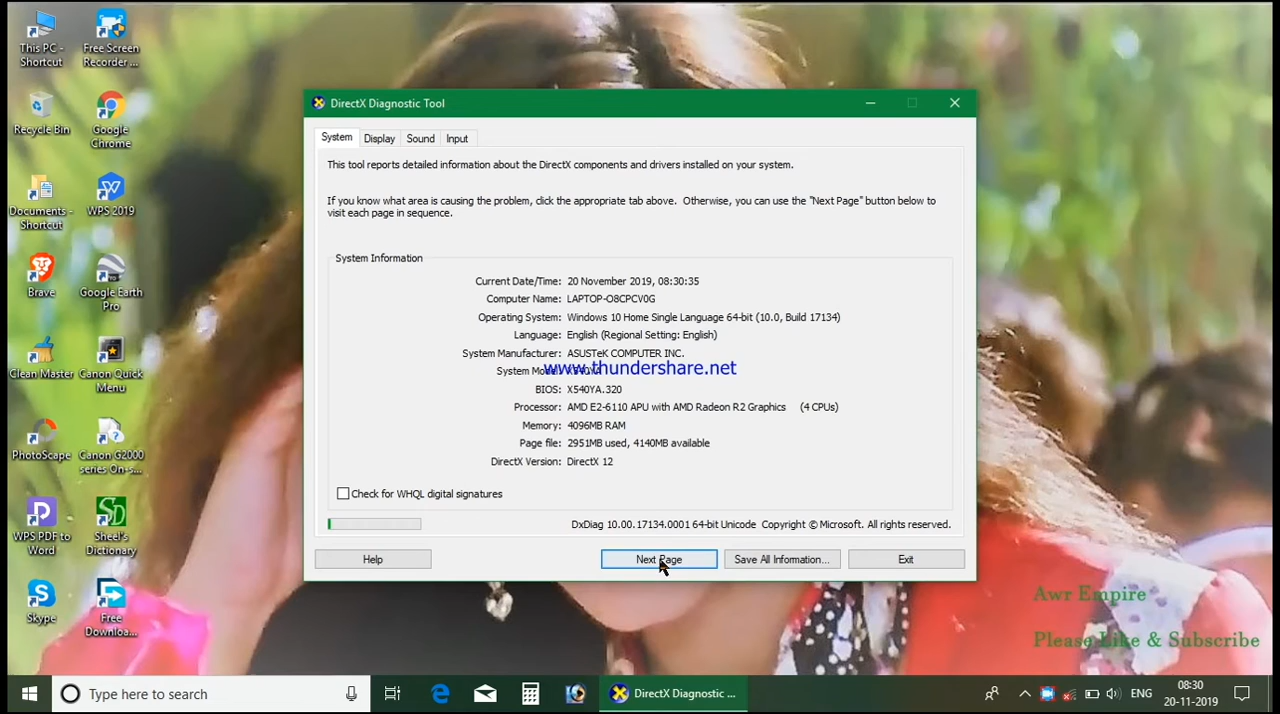 This PC -
Shortcut
Free Screen
Recorder ...
Recycle Bin
Google
Chrome
Documents -
Shortcut
WPS 2019
Brave
Google Earth
Pro
Clean Master
Canon Quick
Menu
PhotoScape
Canon G2000
series On-s...
WPS PDF to
Word
Sheel's
Dictionary
Skype
Free
Downloa...
DirectX Diagnostic Tool
System Display Sound Input
This tool reports detailed information about the DirectX components and drivers installed on your system.
If you know what area is causing the problem, click the appropriate tab above. Otherwise, you can use the "Next Page" button below to
visit each page in sequence.
System Information
Current Date/Time: 20 November 2019, 08:30:35
Computer Name: LAPTOP-O8CPCV0G
Operating System: Windows 10 Home Single Language 64-bit (10.0, Build 17134)
Language: English (Regional Setting: English)
System Manufacturer: ASUSTeK COMPUTER INC.
www.thundershare.net
BIOS: X540YA.320
Processor: AMD E2-6110 APU with AMD Radeon R2 Graphics (4 CPUs)
Memory: 4096MB RAM
Page file: 2951MB used, 4140MB available
DirectX Version: DirectX 12
Check for WHQL digital signatures
DxDiag 10.00.17134.0001 64-bit Unicode Copyright © Microsoft. All rights reserved.
Help Next Page Save All Information... Exit
Awr Empire
Please Like & Subscribe
Type here to search
DirectX Diagnostic ...
ENG
08:30
20-11-2019